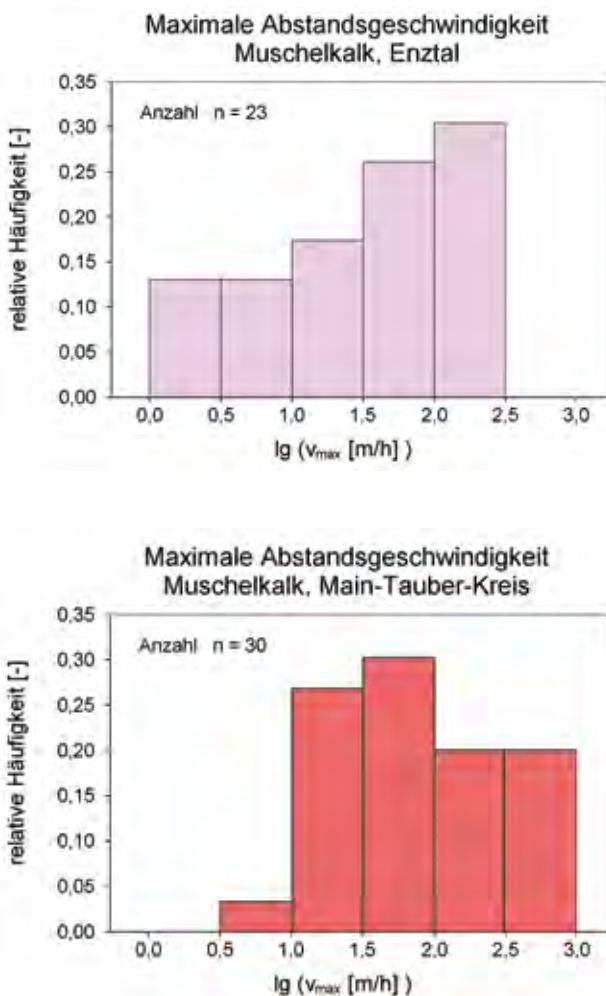 Maximale Abstandsgeschwindigkeit
Muschelkalk, Enztal
relative Häufigkeit [-]
Anzahl n = 23
0,35
0,30
0,25
0,20
0,15
0,10
0,05
0,00
0,0 0,5 1,0 1,5 2,0 2,5 3,0
lg (vmax [m/h] )
Maximale Abstandsgeschwindigkeit
Muschelkalk, Main-Tauber-Kreis
relative Häufigkeit [-]
Anzahl n = 30
0,35
0,30
0,25
0,20
0,15
0,10
0,05
0,00
0,0 0,5 1,0 1,5 2,0 2,5 3,0
lg (vmax [m/h] )